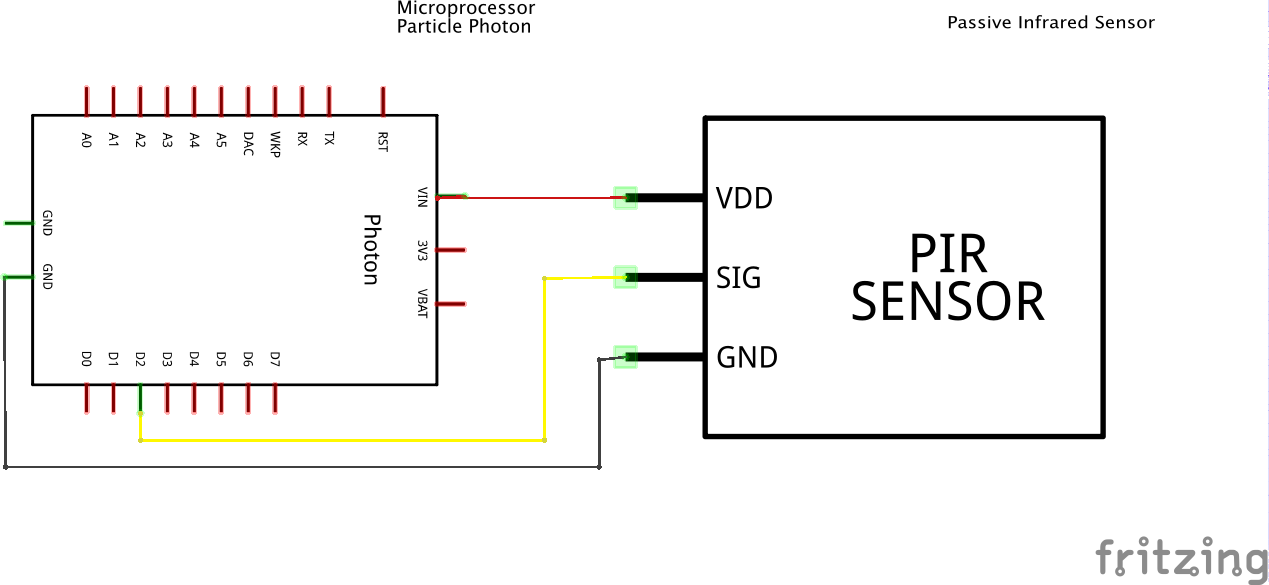 Microprocessor
Particle Photon
Passive Infrared Sensor
A0 A1 A2 A3 A4 A5 DAC WKP RX TX RST
VIN
3V3
VBAT
GND
GND
Photon
D0 D1 D2 D3 D4 D5 D6 D7
VDD
SIG
GND
PIR
SENSOR
fritzing